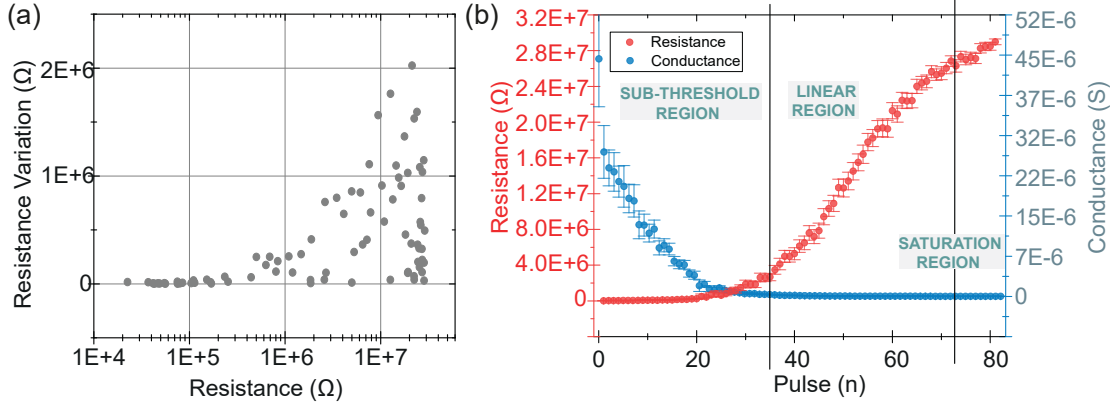 (a)
Resistance Variation (Ω)
2E+6
1E+6
0
1E+4
1E+5
1E+6
1E+7
Resistance (Ω)
(b)
Resistance (Ω)
3.2E+7
2.8E+7
2.4E+7
2.0E+7
1.6E+7
1.2E+7
8.0E+6
4.0E+6
0
Resistance
Conductance
SUB-THRESHOLD
REGION
LINEAR
REGION
SATURATION
REGION
52E-6
45E-6
37E-6
30E-6
22E-6
15E-6
7E-6
0
Conductance (S)
0
20
40
60
80
Pulse (n)